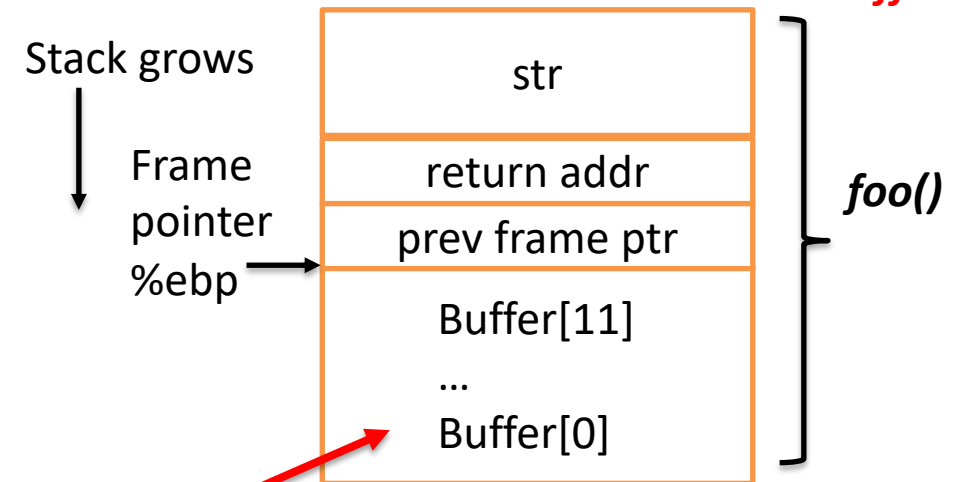 Stack grows
str
Frame
pointer
%ebp
return addr
prev frame ptr
foo()
Buffer[11]
...
Buffer[0]